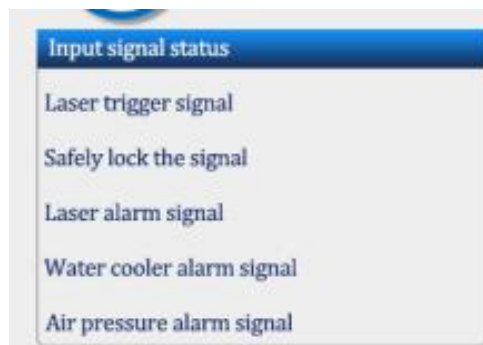 Input signal status
Laser trigger signal
Safely lock the signal
Laser alarm signal
Water cooler alarm signal
Air pressure alarm signal